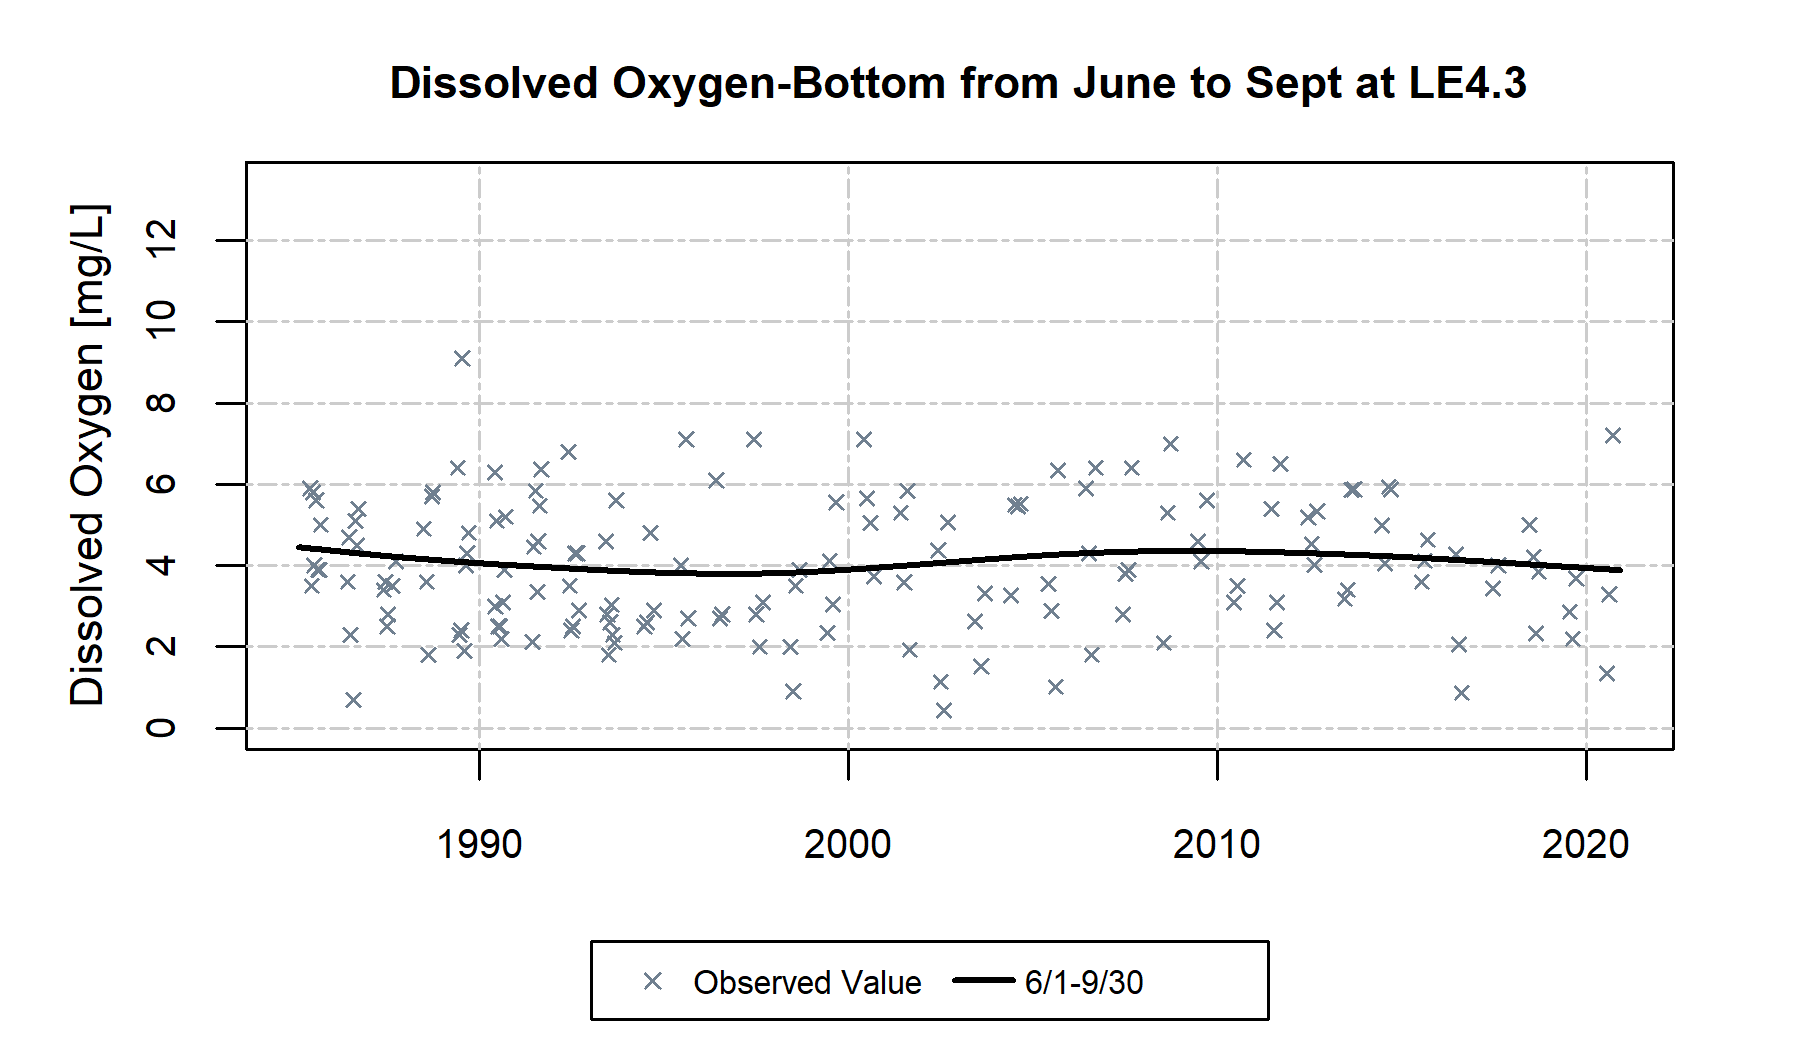 Dissolved Oxygen-Bottom from June to Sept at LE4.3
Dissolved Oxygen [mg/L]
12
10
8
6
4
2
0
1990 2000 2010 2020
Observed Value 6/1-9/30